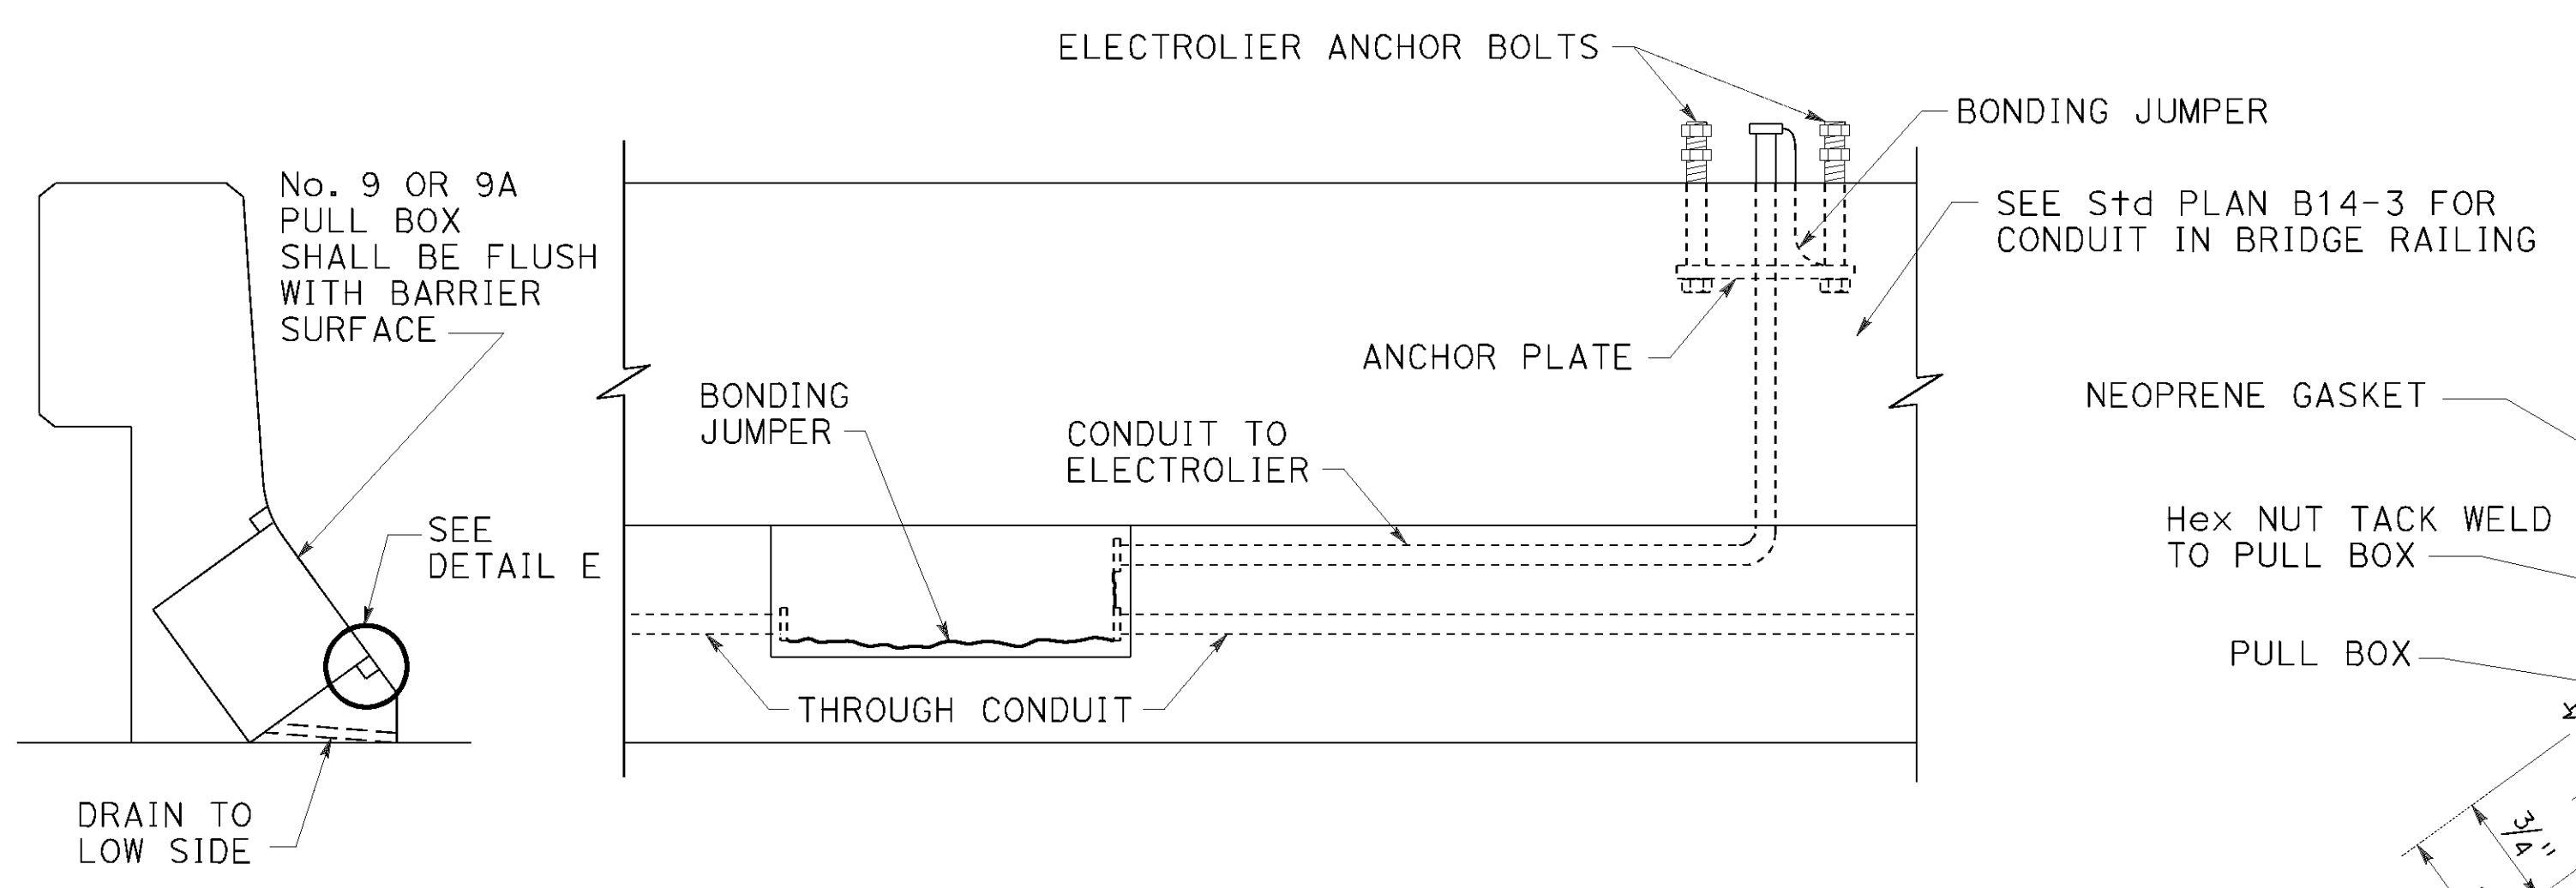 ELECTROLIER ANCHOR BOLTS
BONDING JUMPER
No. 9 OR 9A
PULL BOX
SHALL BE FLUSH
WITH BARRIER
SURFACE
SEE Std PLAN B14-3 FOR
CONDUIT IN BRIDGE RAILING
ANCHOR PLATE
BONDING
JUMPER
CONDUIT TO
ELECTROLIER
NEOPRENE GASKET
SEE
DETAIL E
Hex NUT TACK WELD
TO PULL BOX
PULL BOX
THROUGH CONDUIT
DRAIN TO
LOW SIDE
3/4"